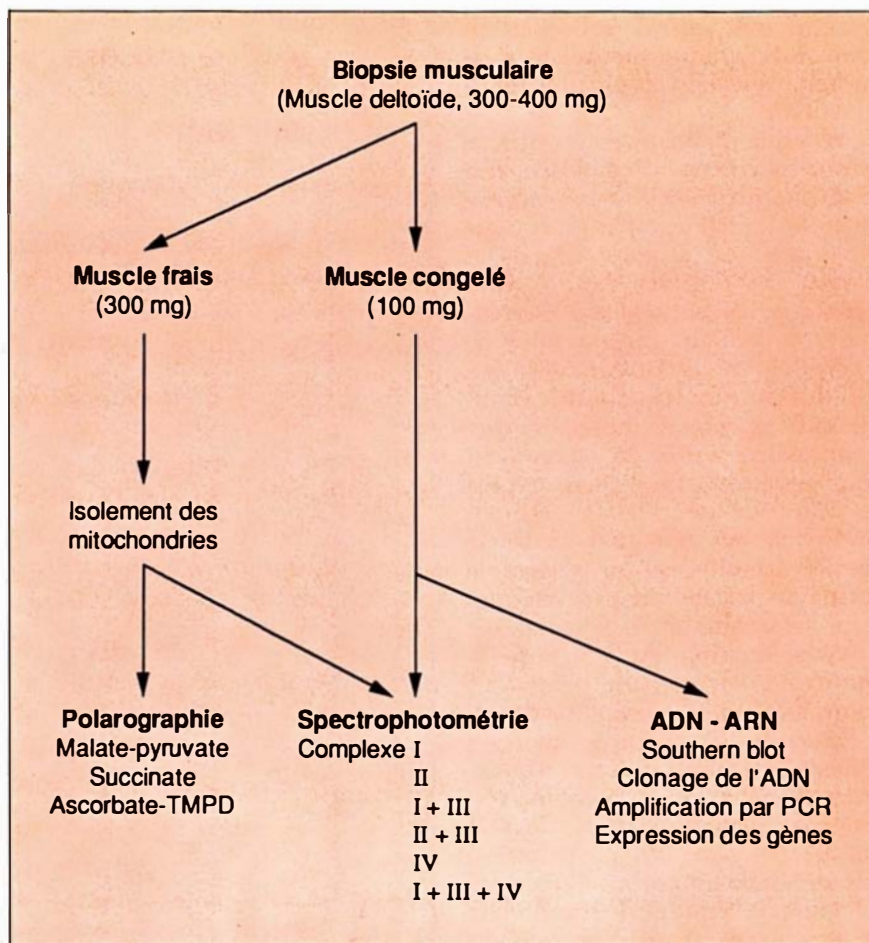 Biopsie musculaire
(Muscle deltoïde, 300-400 mg)
Muscle frais
(300 mg)
Muscle congelé
(100 mg)
Isolement des
mitochondries
Polarographie
Malate-pyruvate
Succinate
Ascorbate-TMPD
Spectrophotométrie
Complexe I
II
I + III
II + III
IV
I + III + IV
ADN - ARN
Southern blot
Clonage de l'ADN
Amplification par PCR
Expression des gènes